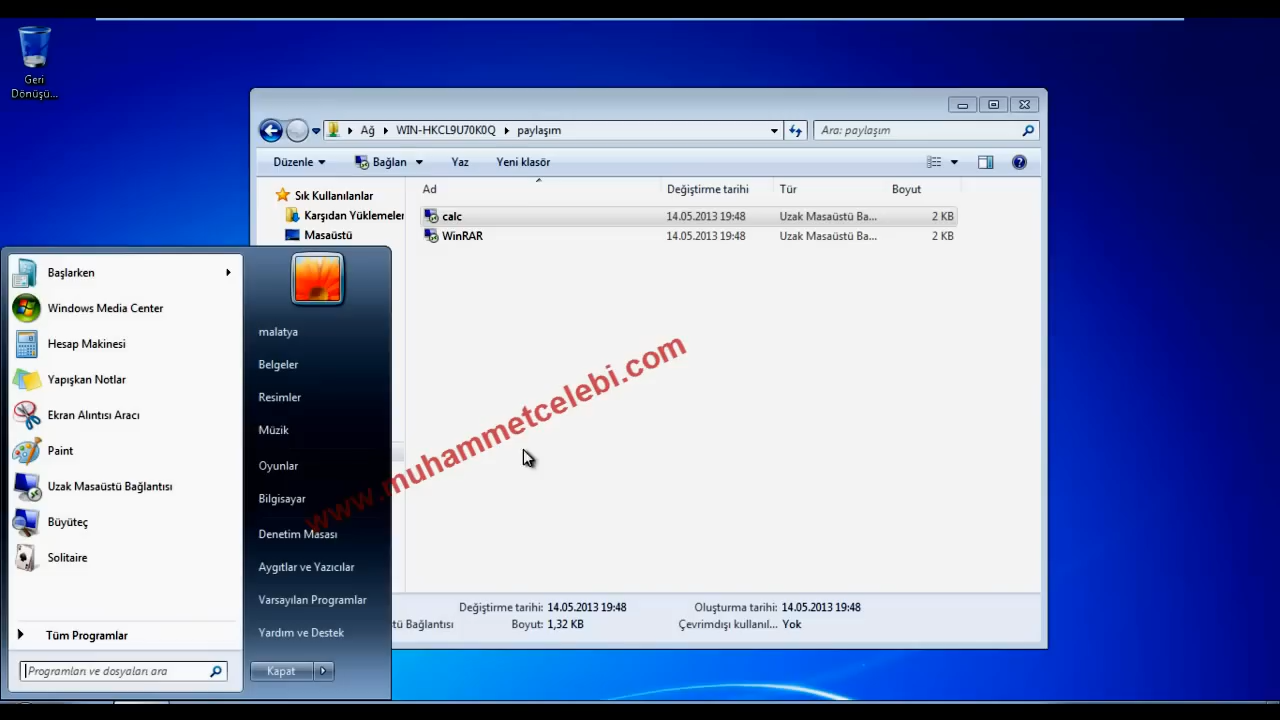 Geri
Dönüşü...
Ağ WIN-HKCL9U70K0Q paylaşım
Ara: paylaşım
Düzenle Bağlan Yaz Yeni klasör
Sık Kullanılanlar
Karşıdan Yüklemeler
Masaüstü
Ad Değiştirme tarihi Tür Boyut
calc 14.05.2013 19:48 Uzak Masaüstü Ba... 2 KB
WinRAR 14.05.2013 19:48 Uzak Masaüstü Ba... 2 KB
Başlarken
Windows Media Center
Hesap Makinesi
Yapışkan Notlar
Ekran Alıntısı Aracı
Paint
Uzak Masaüstü Bağlantısı
Büyüteç
Solitaire
Tüm Programlar
Programları ve dosyaları ara
malatya
Belgeler
Resimler
Müzik
Oyunlar
Bilgisayar
Denetim Masası
Aygıtlar ve Yazıcılar
Varsayılan Programlar
Yardım ve Destek
Kapat
www.muhammetcelebi.com
Değiştirme tarihi: 14.05.2013 19:48 Oluşturma tarihi: 14.05.2013 19:48
tü Bağlantısı Boyut: 1,32 KB Çevrimdışı kullanıl... Yok